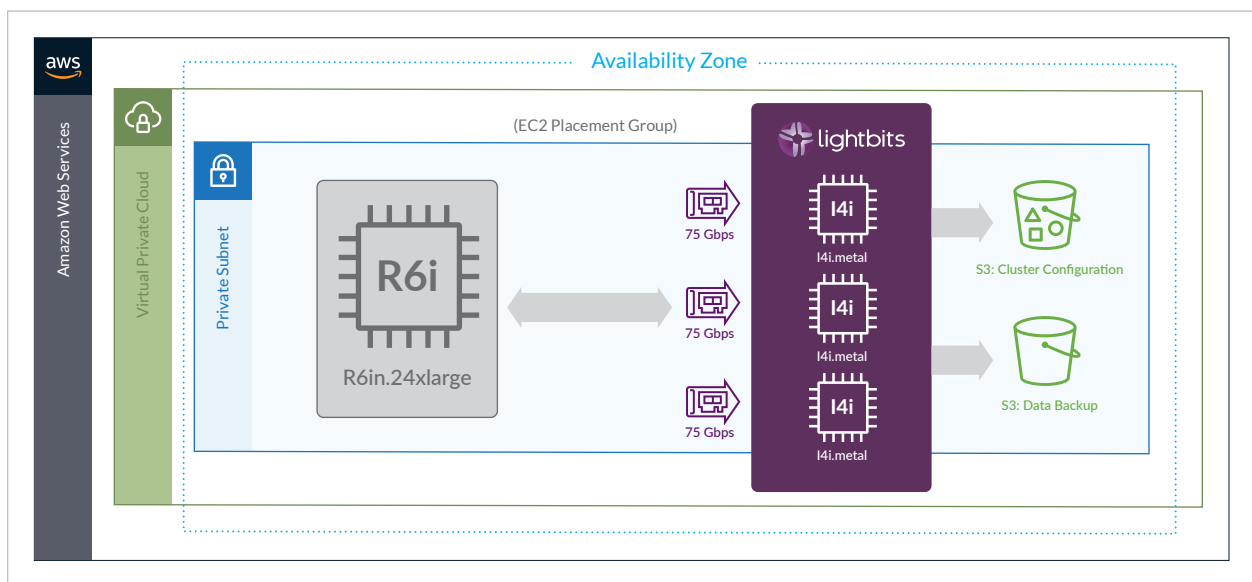 aws
Amazon Web Services
Virtual Private Cloud
Private Subnet
Availability Zone
(EC2 Placement Group)
R6i
R6in.24xlarge
75 Gbps
75 Gbps
75 Gbps
lightbits
I4i
I4i.metal
I4i
I4i.metal
I4i
I4i.metal
S3: Cluster Configuration
S3: Data Backup